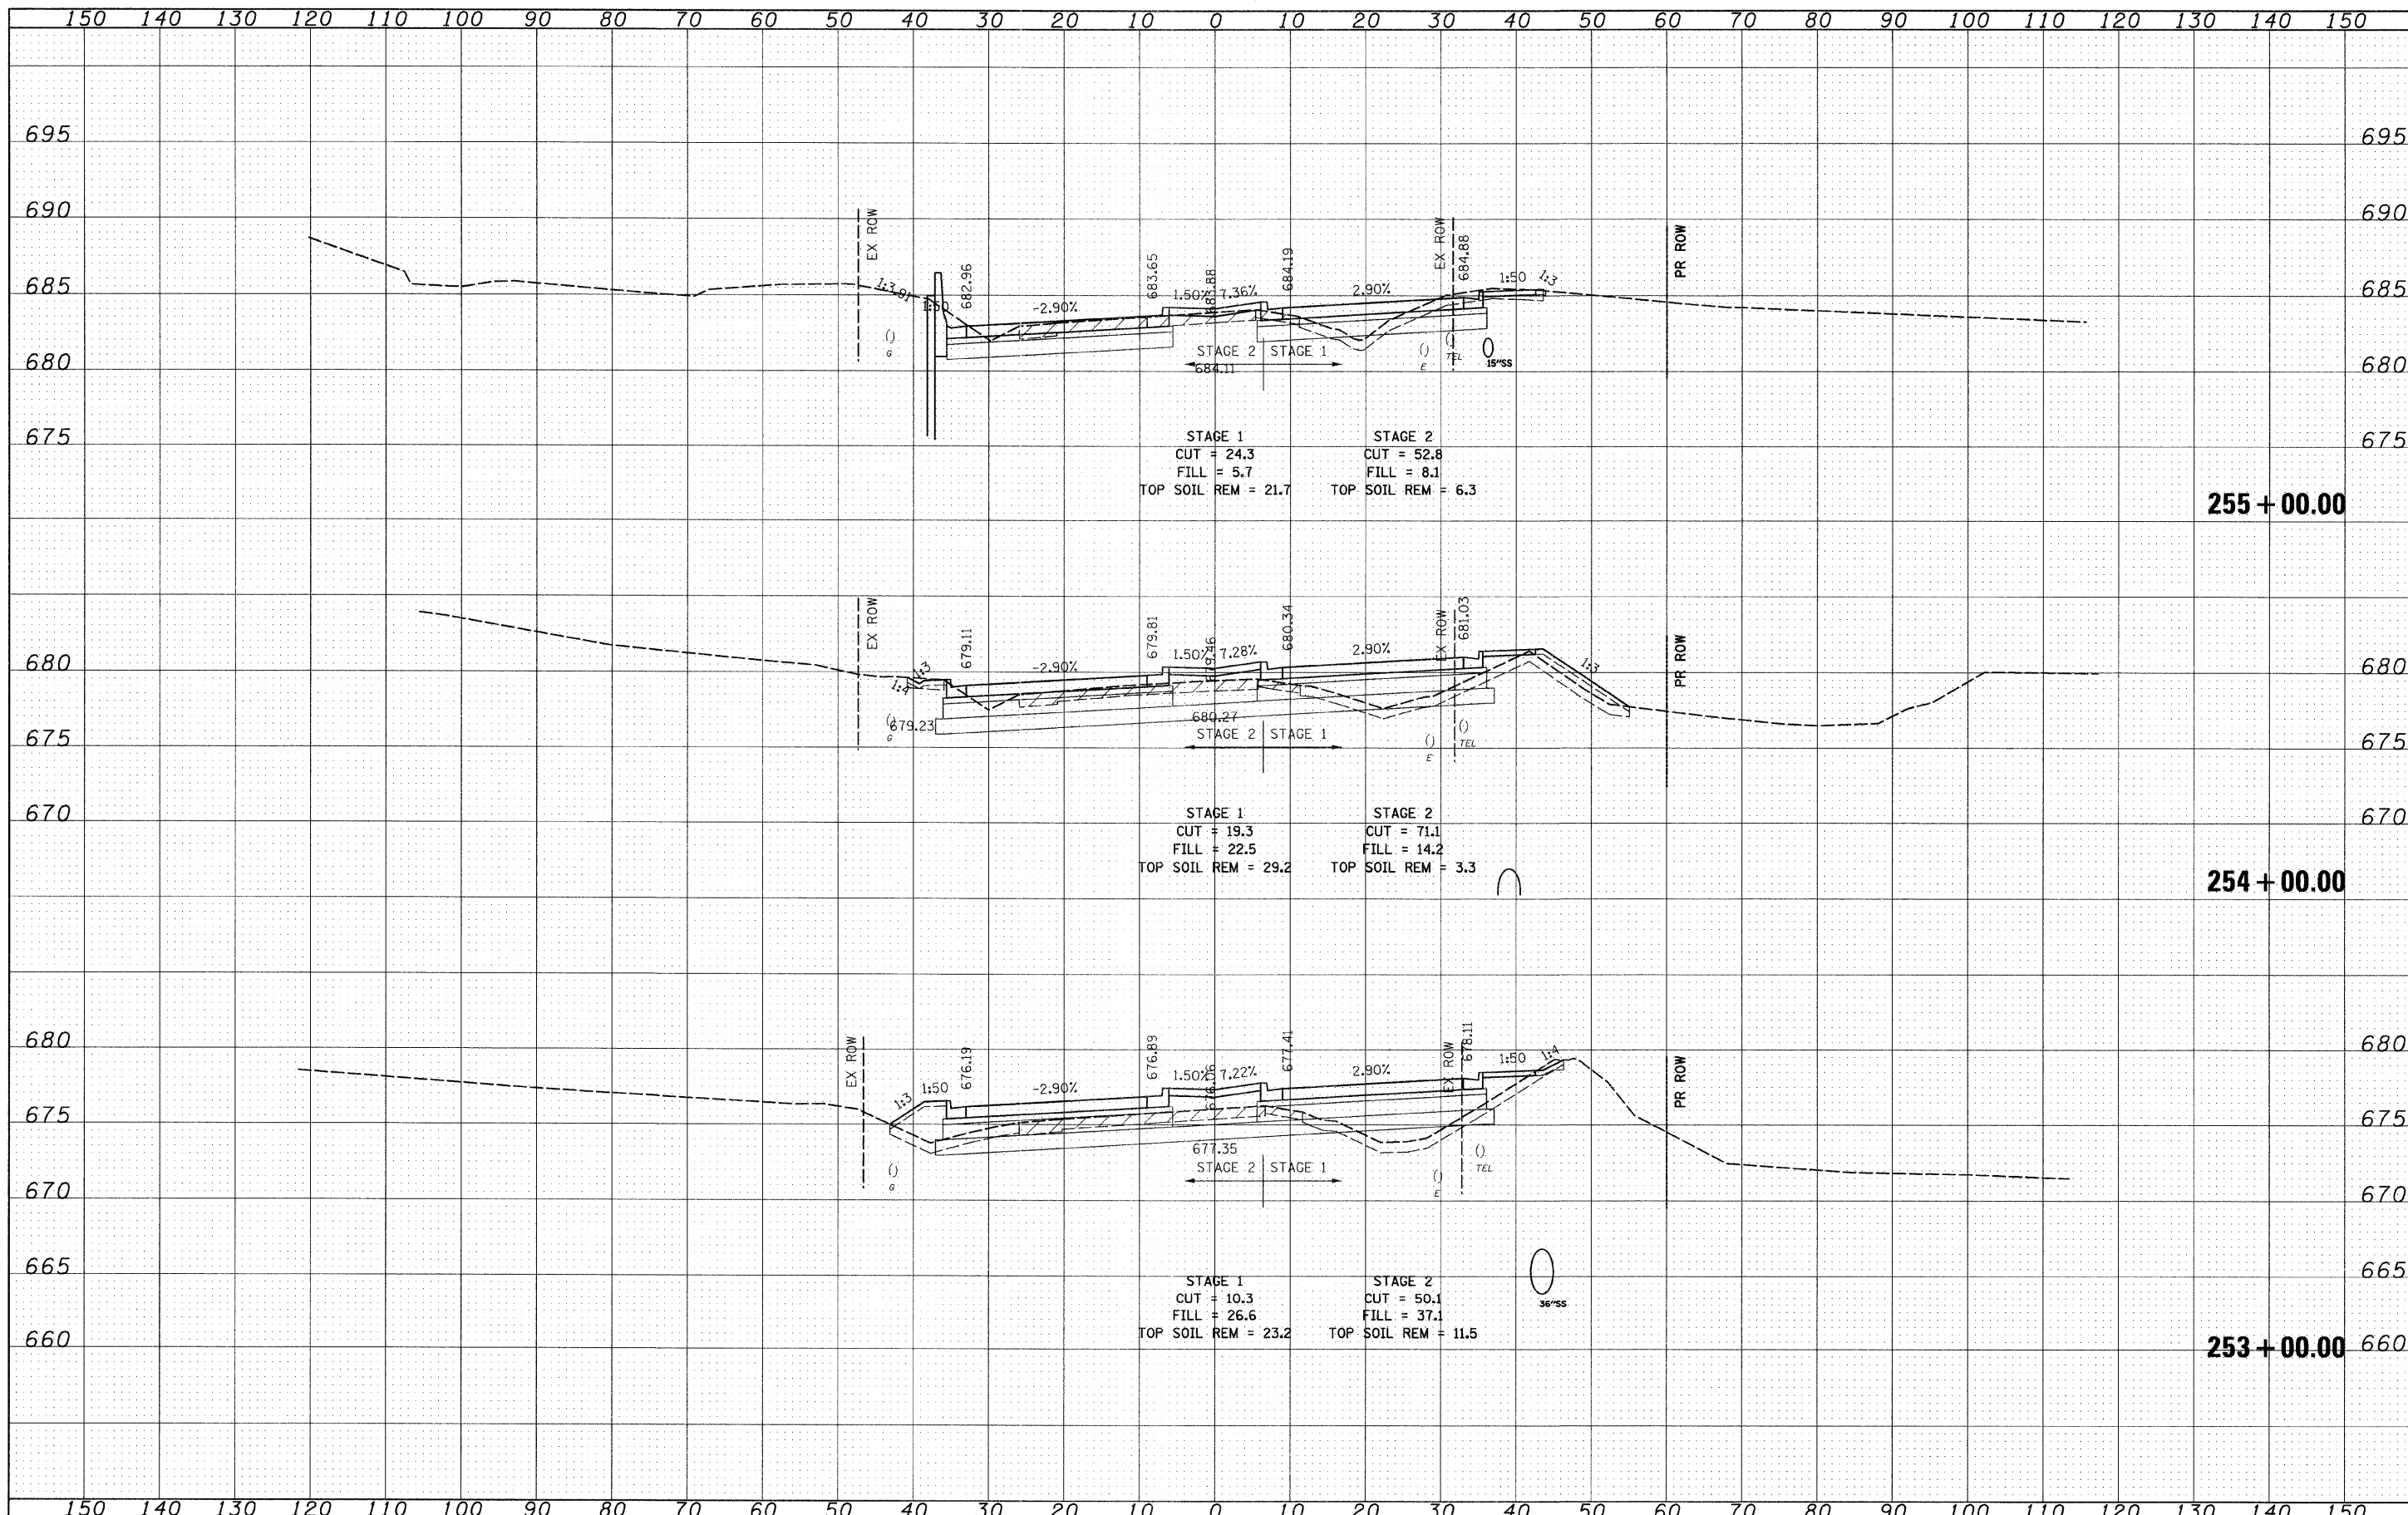 150 140 130 120 110 100 90 80 70 60 50 40 30 20 10 0 10 20 30 40 50 60 70 80 90 100 110 120 130 140 150
695 695
690 690
EX ROW EX ROW PR ROW
682.96 683.65 683.88 684.19 684.88
1:3.91 1:50 -2.90% 1.50% 7.36% 2.90% 1:50 1:3
685 685
G E TEL 15"SS
STAGE 2 STAGE 1
684.11
680 680
675 675
STAGE 1 STAGE 2
CUT = 24.3 CUT = 52.8
FILL = 5.7 FILL = 8.1
TOP SOIL REM = 21.7 TOP SOIL REM = 6.3
255+00.00
EX ROW EX ROW PR ROW
679.11 679.81 680.34 681.03
1:4 1:3 -2.90% 1.50% 7.28% 2.90% 1:3
680 680
679.23 680.27
G E TEL
STAGE 2 STAGE 1
675 675
670 670
STAGE 1 STAGE 2
CUT = 19.3 CUT = 71.1
FILL = 22.5 FILL = 14.2
TOP SOIL REM = 29.2 TOP SOIL REM = 3.3
254+00.00
EX ROW EX ROW PR ROW
680 680
676.19 676.89 677.41 678.11
1:3 1:50 -2.90% 1.50% 7.22% 2.90% 1:50 1:4
675 675
677.35
G E TEL
STAGE 2 STAGE 1
670 670
665 665
36"SS
STAGE 1 STAGE 2
CUT = 10.3 CUT = 50.1
FILL = 26.6 FILL = 37.1
TOP SOIL REM = 23.2 TOP SOIL REM = 11.5
660 253+00.00 660
150 140 130 120 110 100 90 80 70 60 50 40 30 20 10 0 10 20 30 40 50 60 70 80 90 100 110 120 130 140 150